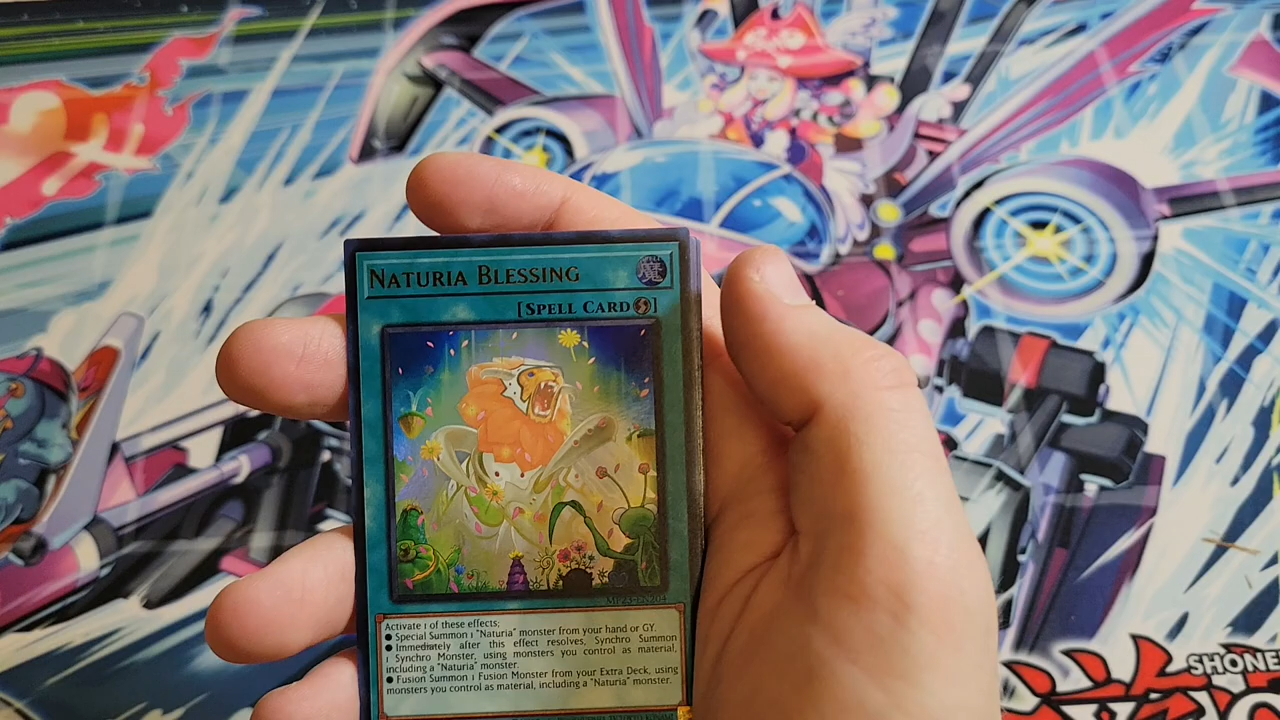 NATURIA BLESSING
[SPELL CARD]
MP23-EN204
Activate 1 of these effects;
● Special Summon 1 "Naturia" monster from your hand or GY.
● Immediately after this effect resolves, Synchro Summon
1 Synchro Monster, using monsters you control as material,
including a "Naturia" monster.
● Fusion Summon 1 Fusion Monster from your Extra Deck, using
monsters you control as material, including a "Naturia" monster.
SHONE